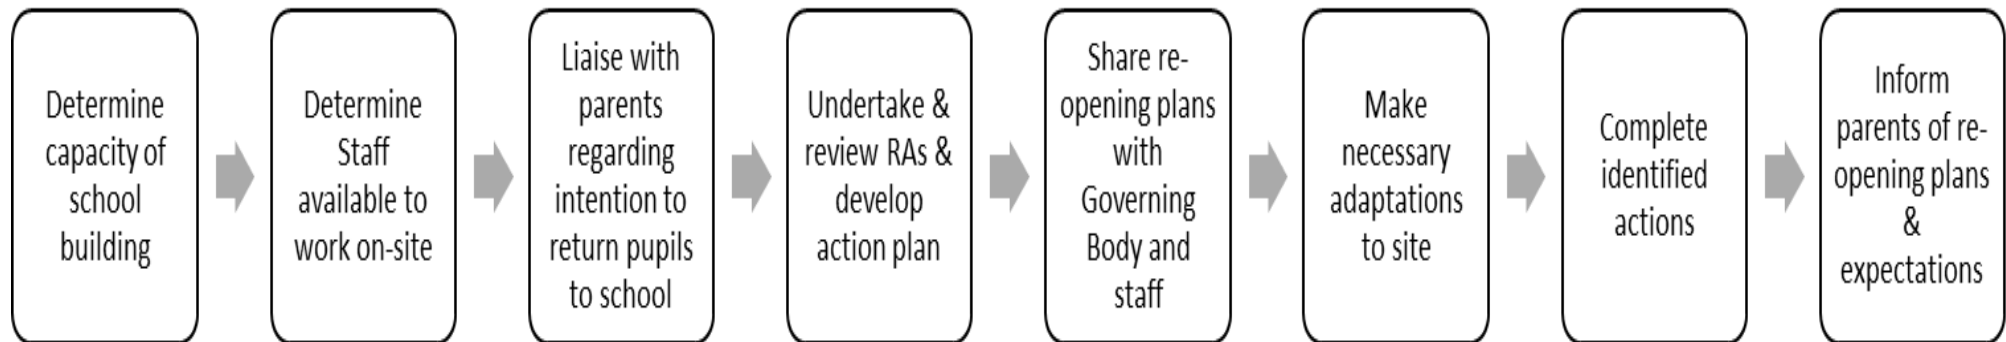 Determine
capacity of
school
building
Determine
Staff
available to
work on-site
Liaise with
parents
regarding
intention to
return pupils
to school
Undertake &
review RAs &
develop
action plan
Share re-
opening plans
with
Governing
Body and
staff
Make
necessary
adaptations
to site
Complete
identified
actions
Inform
parents of re-
opening plans
&
expectations